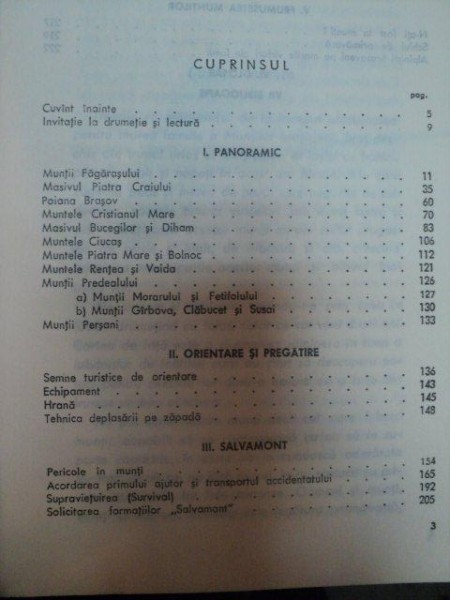 CUPRINSUL
pag.
Cuvînt înainte . . . . . . . . . . 5
Invitație la drumeție și lectură . . . . . . . . . . 9
I. PANORAMIC
Munții Făgărașului . . . . . . . . . . 11
Masivul Piatra Craiului . . . . . . . . . . 35
Poiana Brașov . . . . . . . . . . 60
Muntele Cristianul Mare . . . . . . . . . . 70
Masivul Bucegilor și Diham . . . . . . . . . . 83
Muntele Ciucaș . . . . . . . . . . 106
Muntele Piatra Mare și Bolnoc . . . . . . . . . . 112
Muntele Renţea și Vaida . . . . . . . . . . 121
Munții Predealului . . . . . . . . . . 126
a) Munții Morarului și Fetifoiului . . . . . . . . . . 127
b) Munții Gîrbova, Clăbucet și Susai . . . . . . . . . . 130
Munții Perșani . . . . . . . . . . 133
II. ORIENTARE ȘI PREGĂTIRE
Semne turistice de orientare . . . . . . . . . . 136
Echipament . . . . . . . . . . 143
Hrană . . . . . . . . . . 145
Tehnica deplasării pe zăpadă . . . . . . . . . . 148
III. SALVAMONT
Pericole în munți . . . . . . . . . . 154
Acordarea primului ajutor și transportul accidentatului . . . . . 165
Supraviețuirea (Survival) . . . . . . . . . . 192
Solicitarea formațiilor „Salvamont” . . . . . . . . . . 205
3